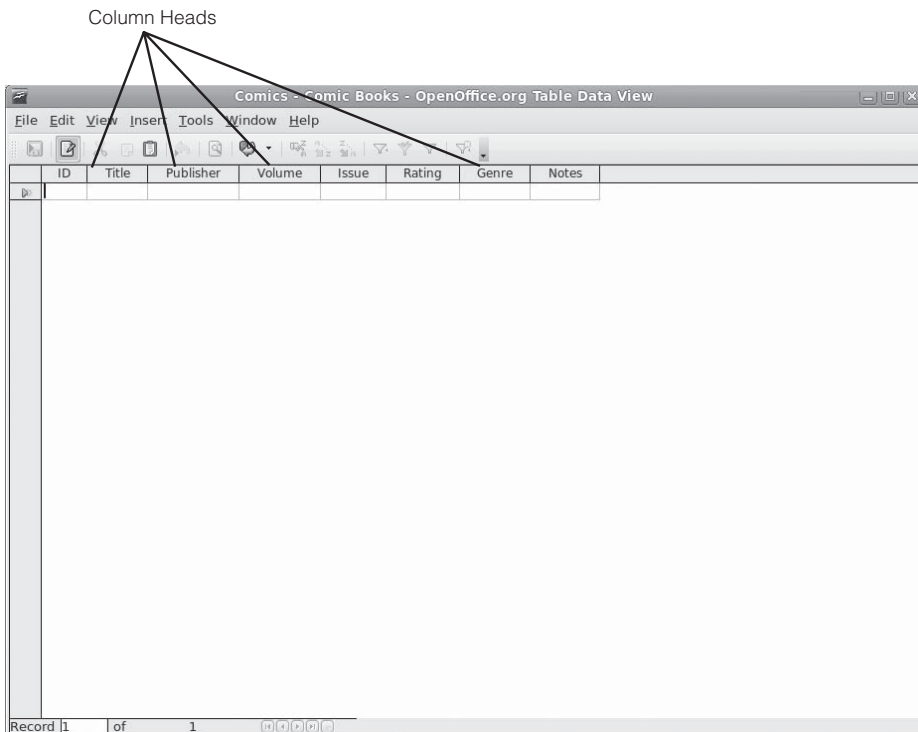 Column Heads
Comics - Comic Books - OpenOffice.org Table Data View
File Edit View Insert Tools Window Help
ID Title Publisher Volume Issue Rating Genre Notes
Record 1 of 1